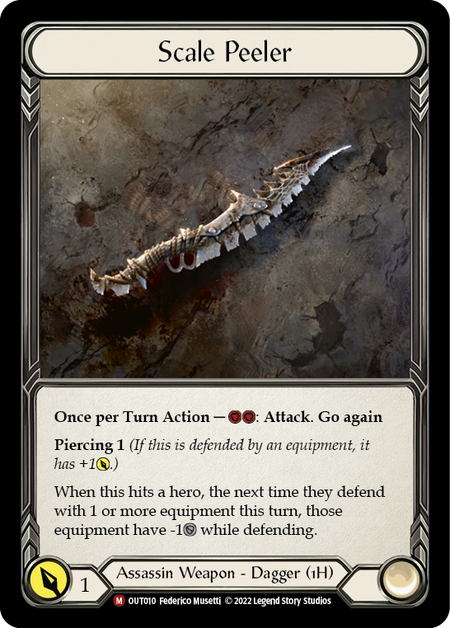 Scale Peeler
Once per Turn Action — : Attack. Go again
Piercing 1 (If this is defended by an equipment, it
has +1.)
When this hits a hero, the next time they defend
with 1 or more equipment this turn, those
equipment have -1 while defending.
1
Assassin Weapon - Dagger (1H)
M OUT010 Federico Musetti © 2022 Legend Story Studios